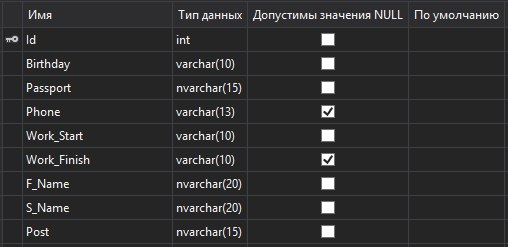 Имя Тип данных Допустимы значения NULL По умолчанию
Id int
Birthday varchar(10)
Passport nvarchar(15)
Phone varchar(13)
Work_Start varchar(10)
Work_Finish varchar(10)
F_Name nvarchar(20)
S_Name nvarchar(20)
Post nvarchar(15)